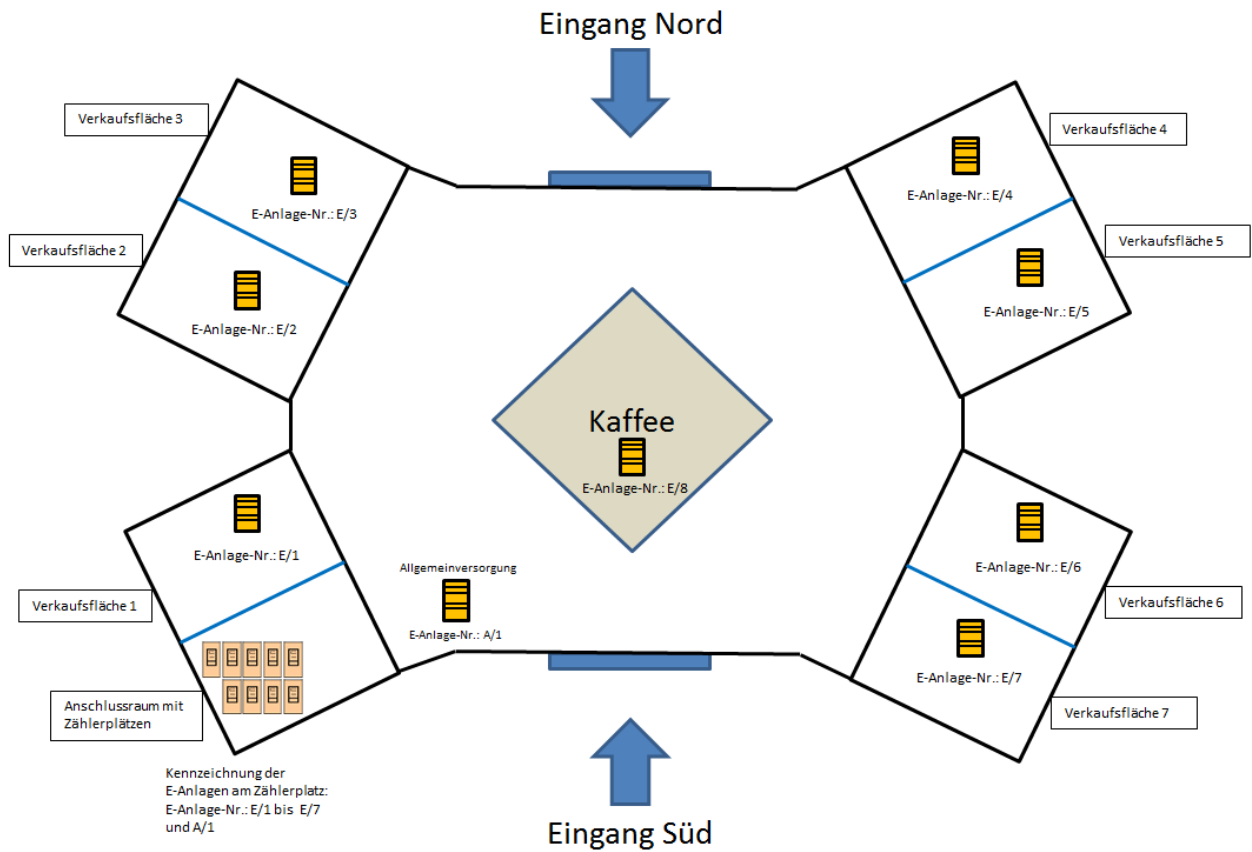 Eingang Nord
Verkaufsfläche 3
Verkaufsfläche 4
E-Anlage-Nr.: E/3
E-Anlage-Nr.: E/4
Verkaufsfläche 2
Verkaufsfläche 5
E-Anlage-Nr.: E/2
E-Anlage-Nr.: E/5
Kaffee
E-Anlage-Nr.: E/8
E-Anlage-Nr.: E/1
E-Anlage-Nr.: E/6
Allgemeinversorgung
E-Anlage-Nr.: A/1
Verkaufsfläche 1
Verkaufsfläche 6
E-Anlage-Nr.: E/7
Anschlussraum mit
Zählerplätzen
Verkaufsfläche 7
Kennzeichnung der
E-Anlagen am Zählerplatz:
E-Anlage-Nr.: E/1 bis E/7
und A/1
Eingang Süd